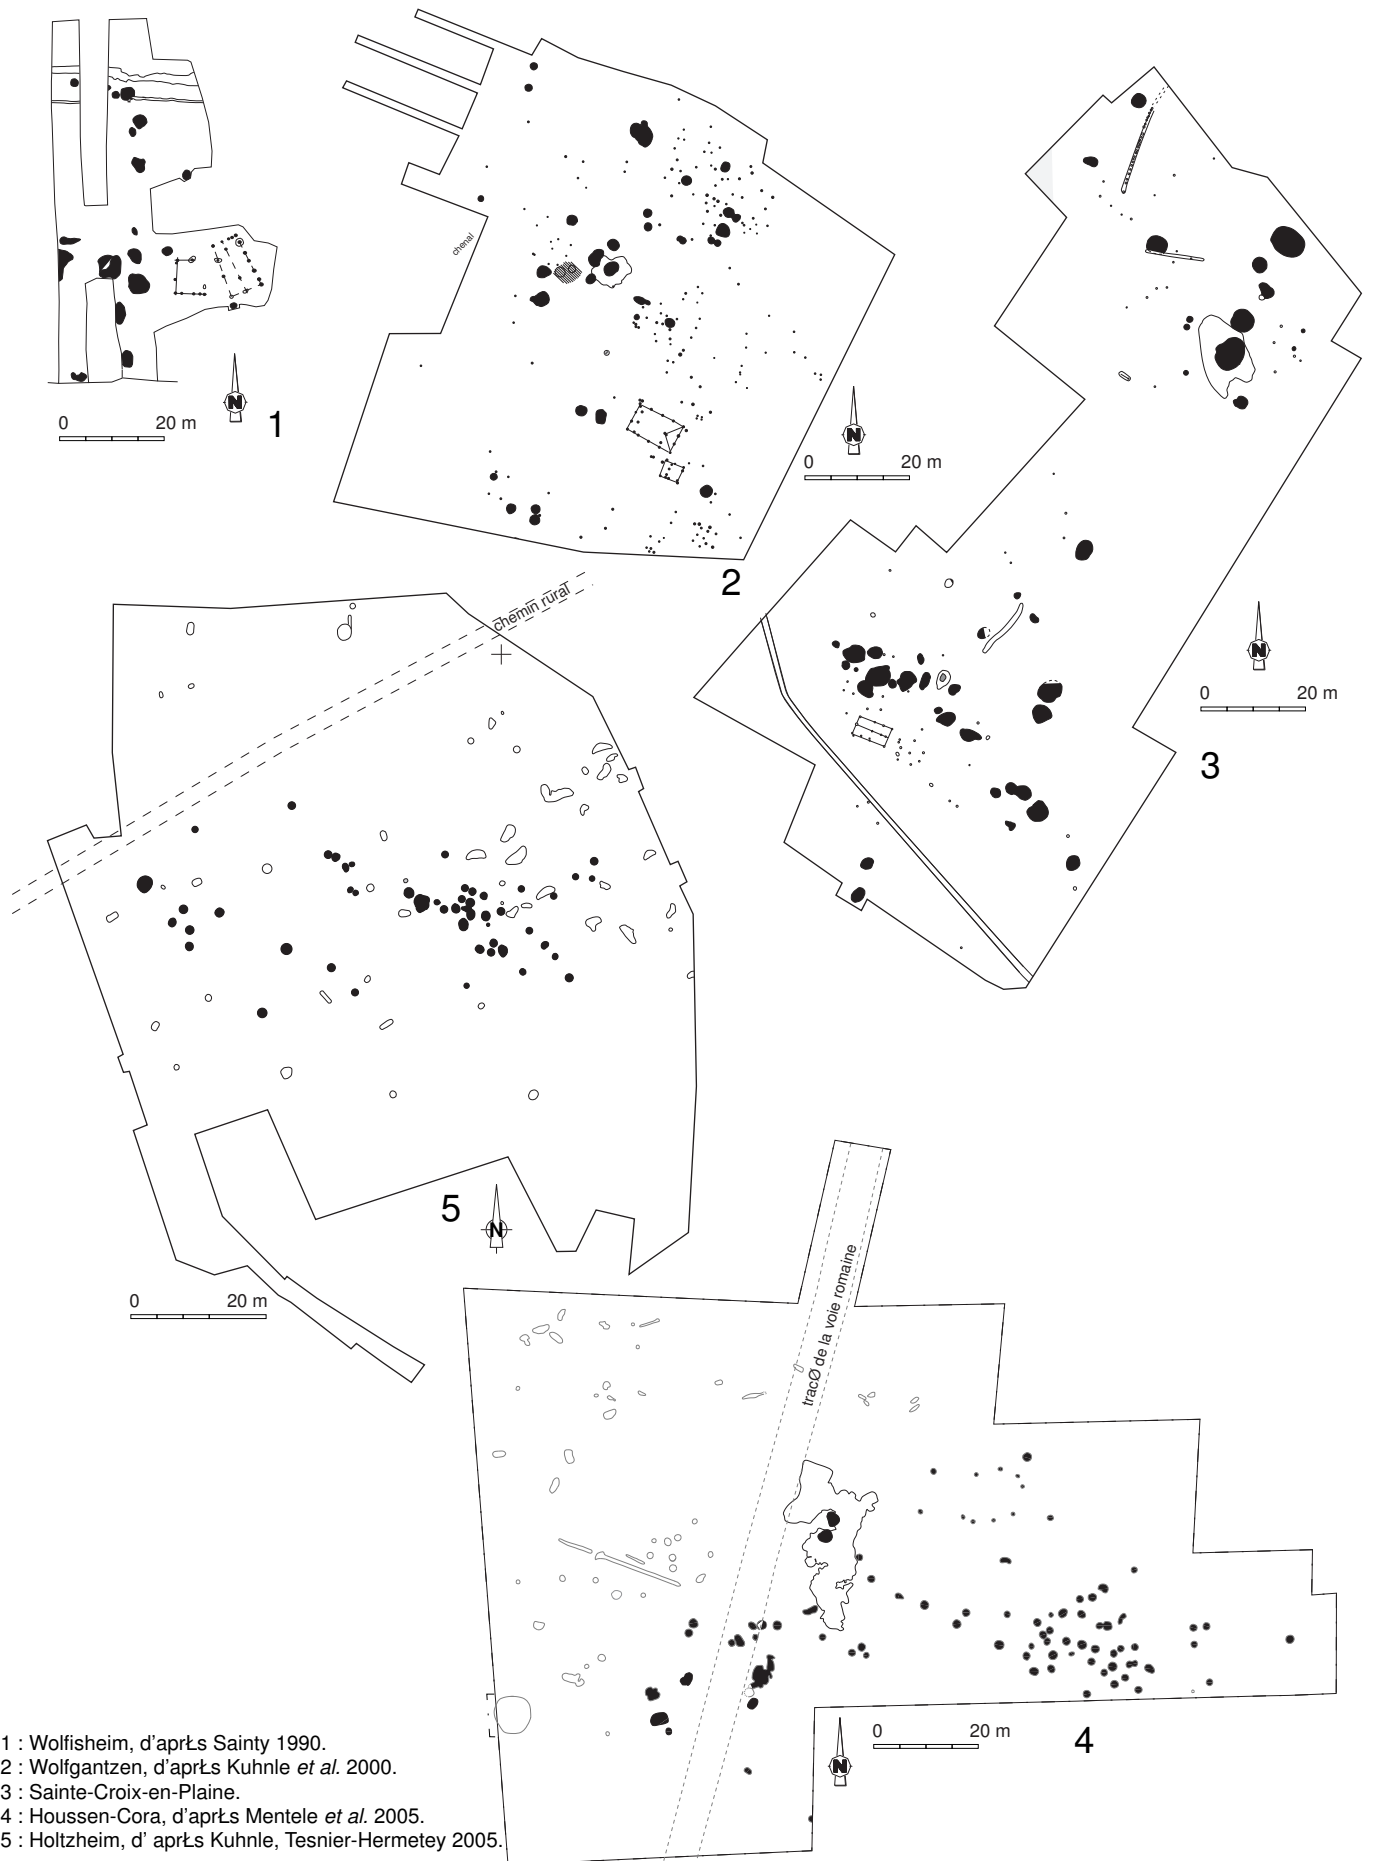 N
0 20 m
1
chenal
N
0 20 m
2
N
0 20 m
3
chemin rural
5
N
0 20 m
tracØ de la voie romaine
N
0 20 m
4
1 : Wolfisheim, d'aprŁs Sainty 1990.
2 : Wolfgantzen, d'aprŁs Kuhnle et al. 2000.
3 : Sainte-Croix-en-Plaine.
4 : Houssen-Cora, d'aprŁs Mentele et al. 2005.
5 : Holtzheim, d' aprŁs Kuhnle, Tesnier-Hermetey 2005.